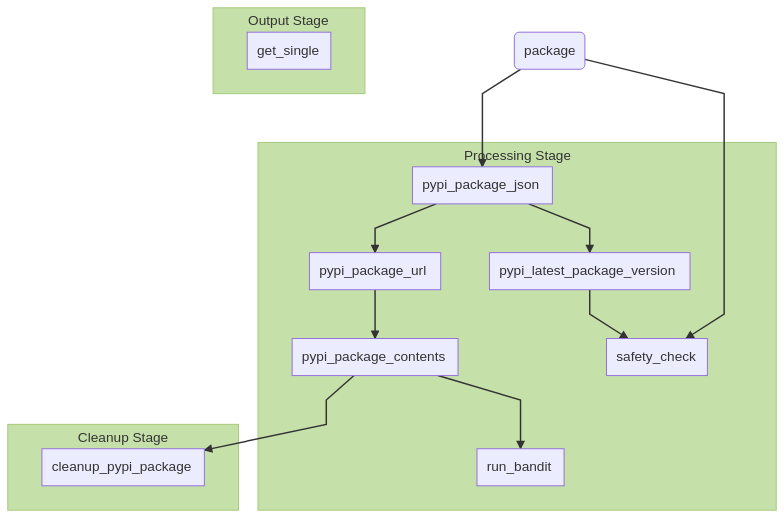 Output Stage
get_single
package
Processing Stage
pypi_package_json
pypi_package_url
pypi_latest_package_version
pypi_package_contents
safety_check
Cleanup Stage
cleanup_pypi_package
run_bandit